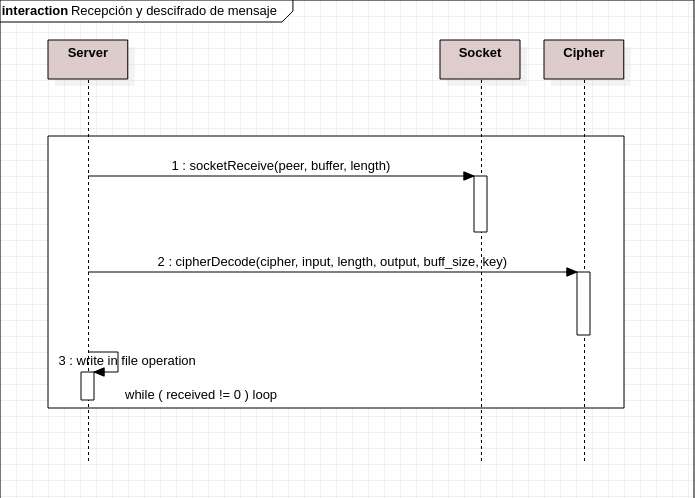 interaction Recepción y descifrado de mensaje
Server
Socket
Cipher
1 : socketReceive(peer, buffer, length)
2 : cipherDecode(cipher, input, length, output, buff_size, key)
3 : write in file operation
while ( received != 0 ) loop